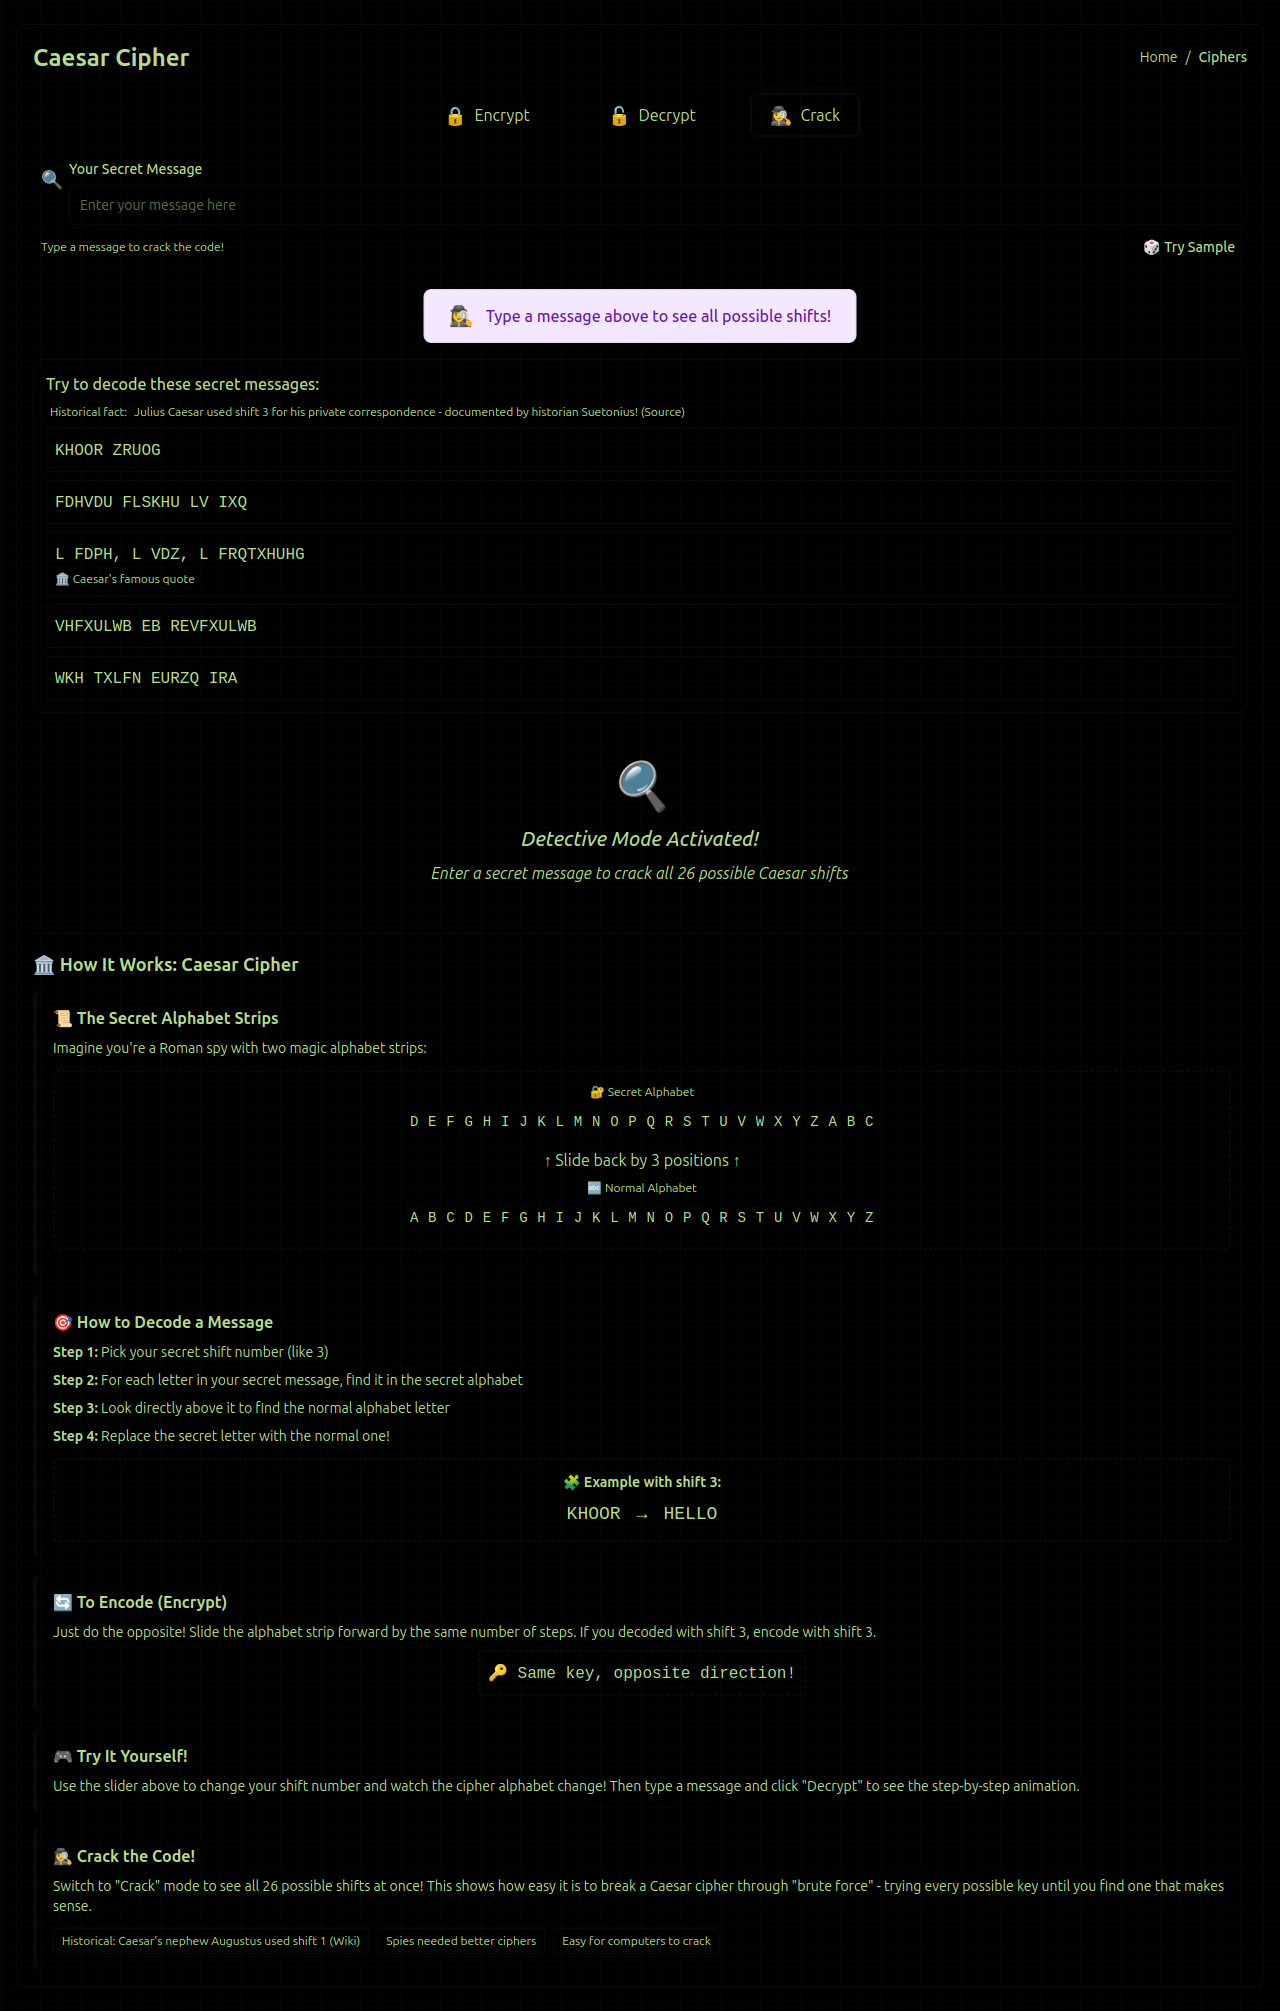 Caesar Cipher
Home / Ciphers
🔒 Encrypt
🔓 Decrypt
🕵️ Crack
Your Secret Message
Enter your message here
Type a message to crack the code!
🎲 Try Sample
Type a message above to see all possible shifts!
Try to decode these secret messages:
Historical fact: Julius Caesar used shift 3 for his private correspondence - documented by historian Suetonius! (Source)
KHOOR ZRUOG
FDHVDU FLSKHU LV IXQ
L FDPH, L VDZ, L FRQTXHUHG
🏛️ Caesar's famous quote
VHFXULWB EB REVFXULWB
WKH TXLFN EURZQ IRA
Detective Mode Activated!
Enter a secret message to crack all 26 possible Caesar shifts
🏛️ How It Works: Caesar Cipher
📜 The Secret Alphabet Strips
Imagine you're a Roman spy with two magic alphabet strips:
🔐 Secret Alphabet
D E F G H I J K L M N O P Q R S T U V W X Y Z A B C
↑ Slide back by 3 positions ↑
🔤 Normal Alphabet
A B C D E F G H I J K L M N O P Q R S T U V W X Y Z
🎯 How to Decode a Message
Step 1: Pick your secret shift number (like 3)
Step 2: For each letter in your secret message, find it in the secret alphabet
Step 3: Look directly above it to find the normal alphabet letter
Step 4: Replace the secret letter with the normal one!
🧩 Example with shift 3:
KHOOR → HELLO
🔄 To Encode (Encrypt)
Just do the opposite! Slide the alphabet strip forward by the same number of steps. If you decoded with shift 3, encode with shift 3.
🔑 Same key, opposite direction!
🎮 Try It Yourself!
Use the slider above to change your shift number and watch the cipher alphabet change! Then type a message and click "Decrypt" to see the step-by-step animation.
🕵️ Crack the Code!
Switch to "Crack" mode to see all 26 possible shifts at once! This shows how easy it is to break a Caesar cipher through "brute force" - trying every possible key until you find one that makes
sense.
Historical: Caesar's nephew Augustus used shift 1 (Wiki)
Spies needed better ciphers
Easy for computers to crack